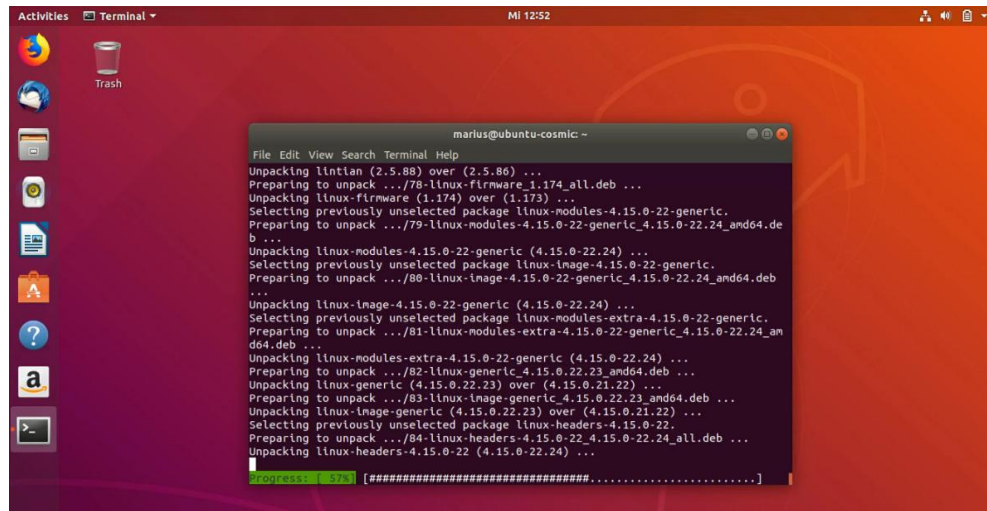 Activities Terminal Mi 12:52
Trash
marius@ubuntu-cosmic: ~
File Edit View Search Terminal Help
Unpacking lintian (2.5.88) over (2.5.86) ...
Preparing to unpack .../78-linux-firmware_1.174_all.deb ...
Unpacking linux-firmware (1.174) over (1.173) ...
Selecting previously unselected package linux-modules-4.15.0-22-generic.
Preparing to unpack .../79-linux-modules-4.15.0-22-generic_4.15.0-22.24_amd64.de
b ...
Unpacking linux-modules-4.15.0-22-generic (4.15.0-22.24) ...
Selecting previously unselected package linux-image-4.15.0-22-generic.
Preparing to unpack .../80-linux-image-4.15.0-22-generic_4.15.0-22.24_amd64.deb
...
Unpacking linux-image-4.15.0-22-generic (4.15.0-22.24) ...
Selecting previously unselected package linux-modules-extra-4.15.0-22-generic.
Preparing to unpack .../81-linux-modules-extra-4.15.0-22-generic_4.15.0-22.24_am
d64.deb ...
Unpacking linux-modules-extra-4.15.0-22-generic (4.15.0-22.24) ...
Preparing to unpack .../82-linux-generic_4.15.0.22.23_amd64.deb ...
Unpacking linux-generic (4.15.0.22.23) over (4.15.0.21.22) ...
Preparing to unpack .../83-linux-image-generic_4.15.0.22.23_amd64.deb ...
Unpacking linux-image-generic (4.15.0.22.23) over (4.15.0.21.22) ...
Selecting previously unselected package linux-headers-4.15.0-22.
Preparing to unpack .../84-linux-headers-4.15.0-22_4.15.0-22.24_all.deb ...
Unpacking linux-headers-4.15.0-22 (4.15.0-22.24) ...
Progress: [ 57%] [#################################.........................]